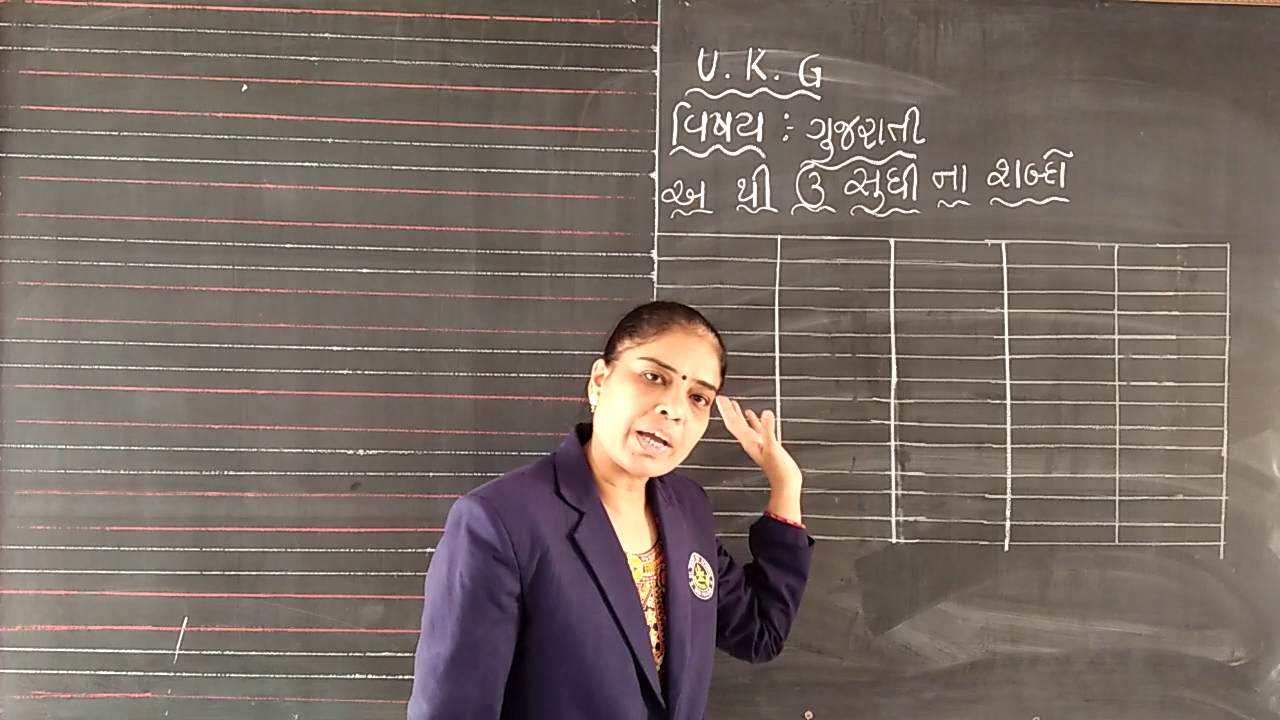 U. K. G
વિષય :- ગુજરાતી
અ થી ઉ સુધી ના શબ્દો